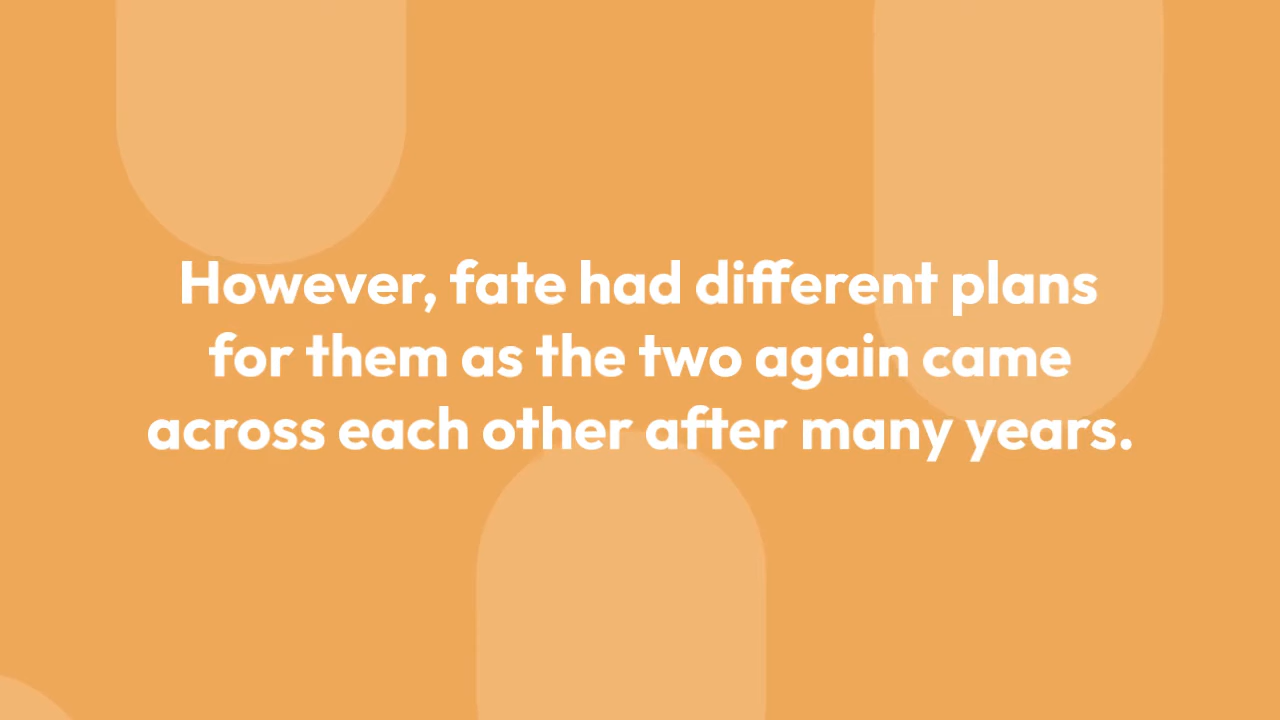 However, fate had different plans
for them as the two again came
across each other after many years.